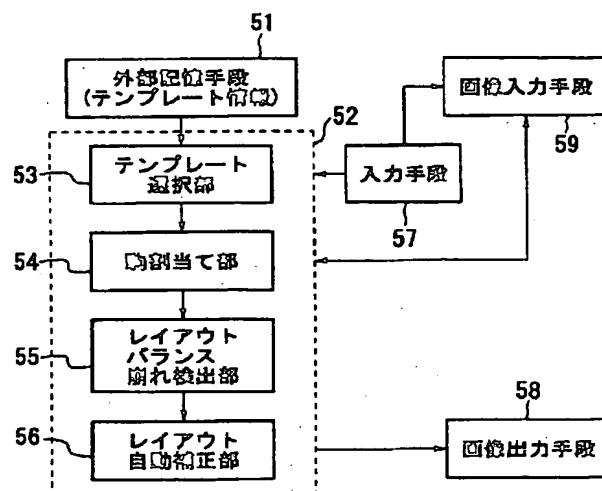 51
外部記憶手段
(テンプレート情報)
52
画像入力手段
59
53
テンプレート
選択部
入力手段
57
54
駒割当て部
55
レイアウト
バランス
崩れ検出部
58
56
レイアウト
自動補正部
画像出力手段